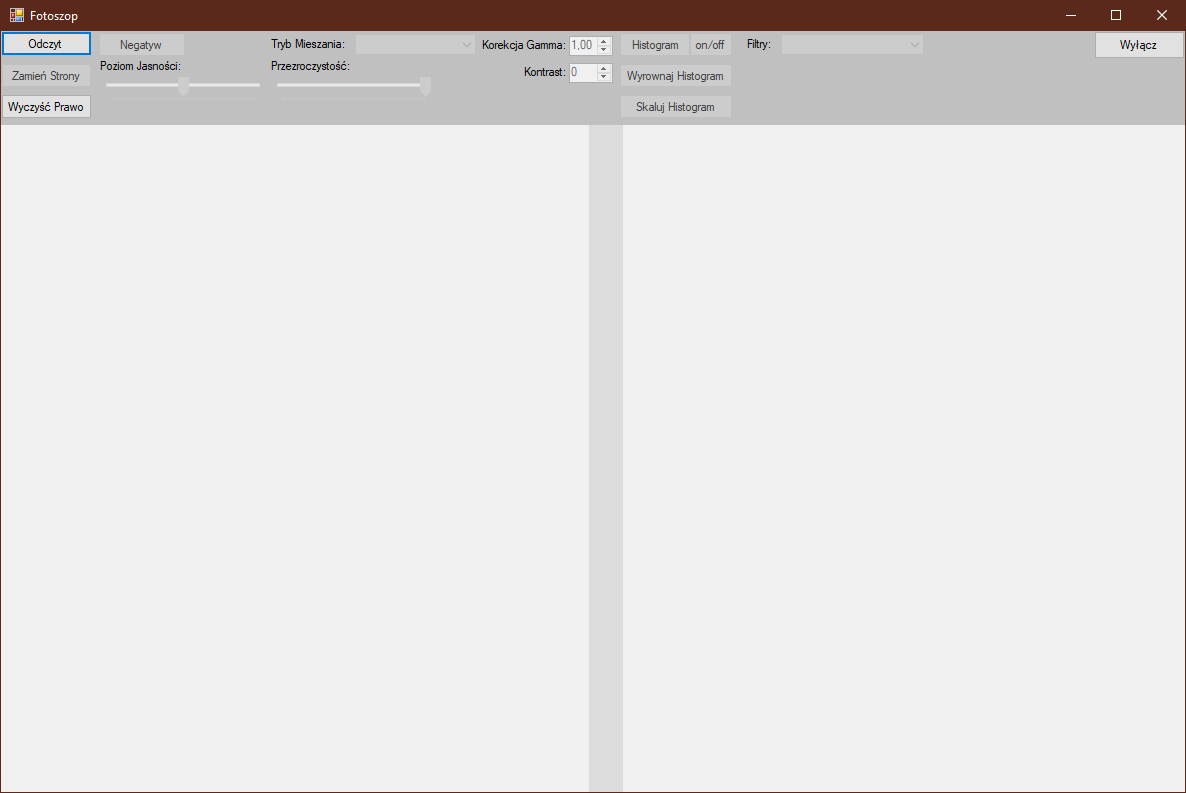 Fotoszop
Odczyt
Negatyw
Tryb Mieszania:
Korekcja Gamma: 1,00
Histogram
on/off
Filtry:
Wyłącz
Zamień Strony
Poziom Jasności:
Przezroczystość:
Kontrast: 0
Wyrownaj Histogram
Wyczyść Prawo
Skaluj Histogram